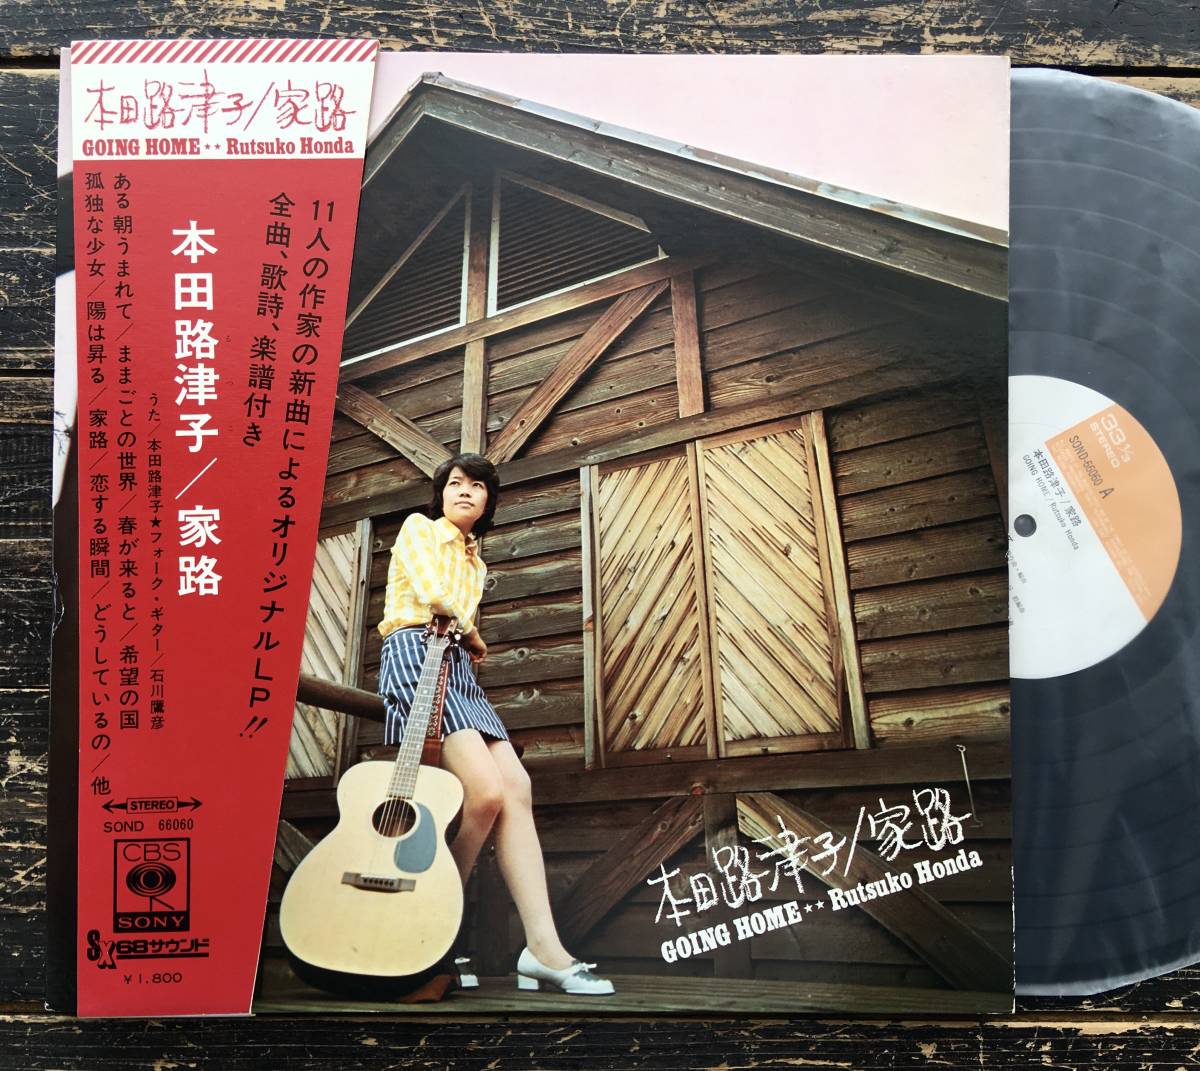 本田路津子/家路
GOING HOME ★★ Rutsuko Honda
11人の作家の新曲によるオリジナルLP!!
全曲、歌詩、楽譜付き
本田路津子/家路
るつこ
うた/本田路津子★フォーク・ギター/石川鷹彦
ある朝うまれて/ままごとの世界/春が来ると/希望の国
孤独な少女/陽は昇る/家路/恋する瞬間/どうしているの/他
STEREO
SOND 66060
CBS
SONY
SX68サウンド
¥1,800
本田路津子/家路
GOING HOME ★★ Rutsuko Honda
33 1/3
STEREO
SOND-66060 A
本田路津子/家路
GOING HOME / Rutsuko Honda